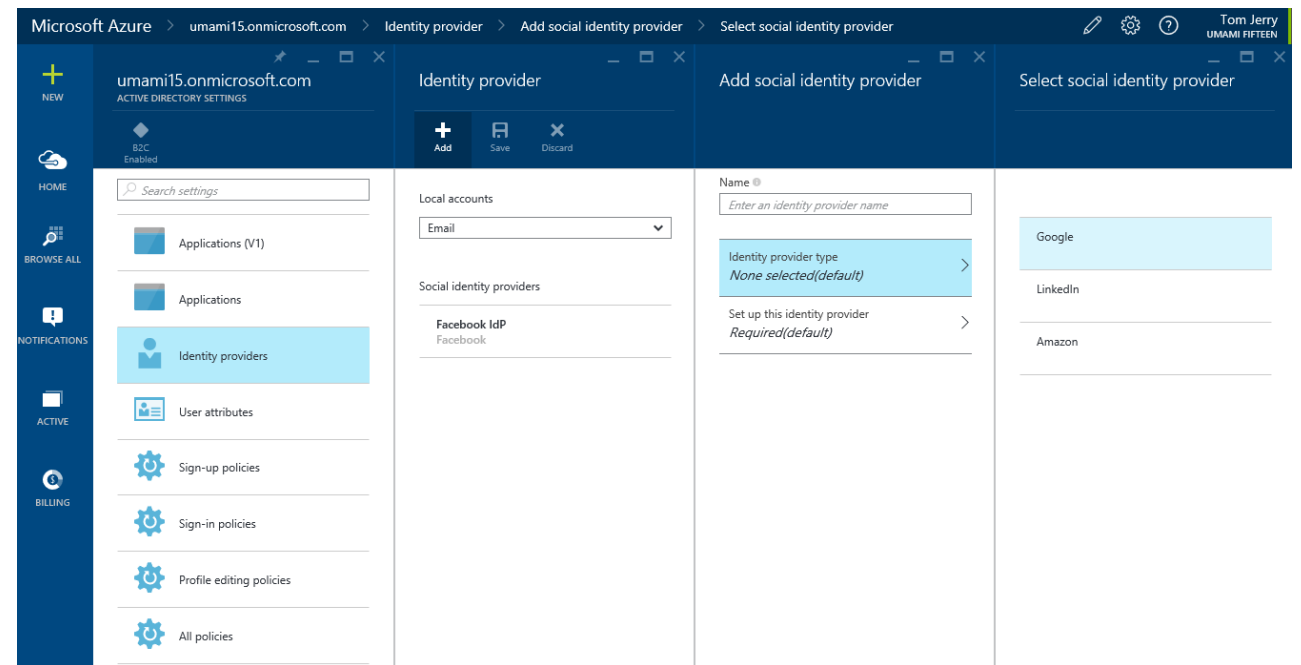 Microsoft Azure > umami15.onmicrosoft.com > Identity provider > Add social identity provider > Select social identity provider
Tom Jerry
UMAMI FIFTEEN
NEW
HOME
BROWSE ALL
NOTIFICATIONS
ACTIVE
BILLING
umami15.onmicrosoft.com
ACTIVE DIRECTORY SETTINGS
B2C
Enabled
Search settings
Applications (V1)
Applications
Identity providers
User attributes
Sign-up policies
Sign-in policies
Profile editing policies
All policies
Identity provider
Add
Save
Discard
Local accounts
Email
Social identity providers
Facebook IdP
Facebook
Add social identity provider
Name
Enter an identity provider name
Identity provider type
None selected(default)
Set up this identity provider
Required(default)
Select social identity provider
Google
LinkedIn
Amazon